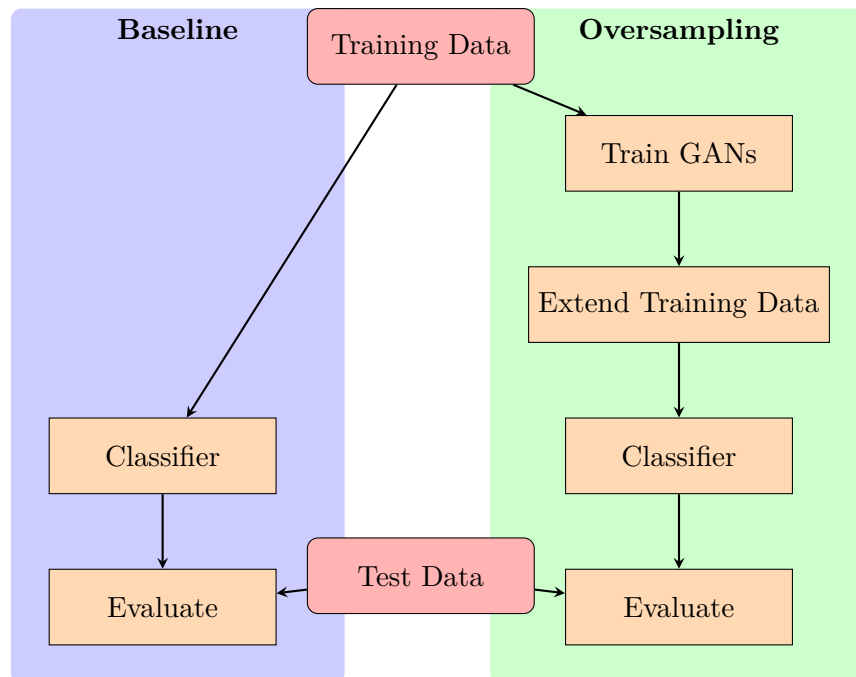 Baseline
Training Data
Oversampling
Train GANs
Extend Training Data
Classifier
Classifier
Test Data
Evaluate
Evaluate